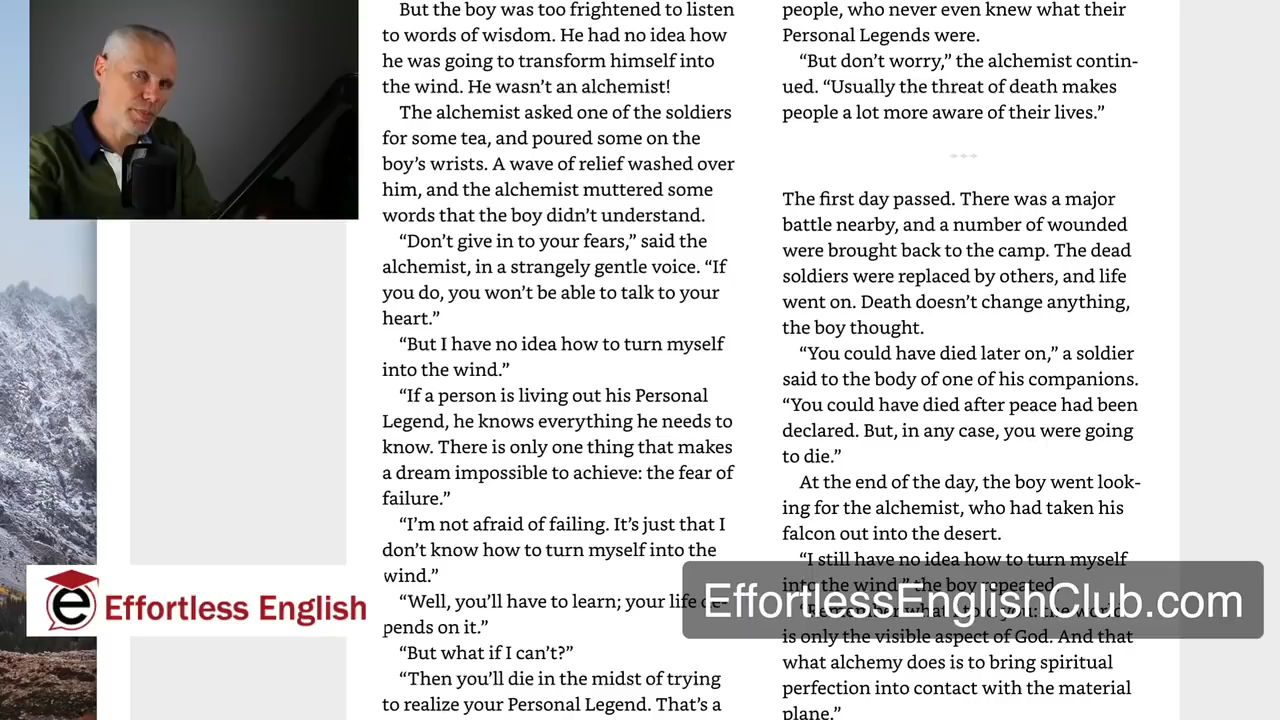 But the boy was too frightened to listen
to words of wisdom. He had no idea how
he was going to transform himself into
the wind. He wasn’t an alchemist!
The alchemist asked one of the soldiers
for some tea, and poured some on the
boy’s wrists. A wave of relief washed over
him, and the alchemist muttered some
words that the boy didn’t understand.
“Don’t give in to your fears,” said the
alchemist, in a strangely gentle voice. “If
you do, you won’t be able to talk to your
heart.”
“But I have no idea how to turn myself
into the wind.”
“If a person is living out his Personal
Legend, he knows everything he needs to
know. There is only one thing that makes
a dream impossible to achieve: the fear of
failure.”
“I’m not afraid of failing. It’s just that I
don’t know how to turn myself into the
wind.”
“Well, you’ll have to learn; your life de-
pends on it.”
“But what if I can’t?”
“Then you’ll die in the midst of trying
to realize your Personal Legend. That’s a
people, who never even knew what their
Personal Legends were.
“But don’t worry,” the alchemist contin-
ued. “Usually the threat of death makes
people a lot more aware of their lives.”
The first day passed. There was a major
battle nearby, and a number of wounded
were brought back to the camp. The dead
soldiers were replaced by others, and life
went on. Death doesn’t change anything,
the boy thought.
“You could have died later on,” a soldier
said to the body of one of his companions.
“You could have died after peace had been
declared. But, in any case, you were going
to die.”
At the end of the day, the boy went look-
ing for the alchemist, who had taken his
falcon out into the desert.
“I still have no idea how to turn myself
into the wind,” the boy repeated.
“Remember what I told you: the world
is only the visible aspect of God. And that
what alchemy does is to bring spiritual
perfection into contact with the material
plane.”
e Effortless English
EffortlessEnglishClub.com